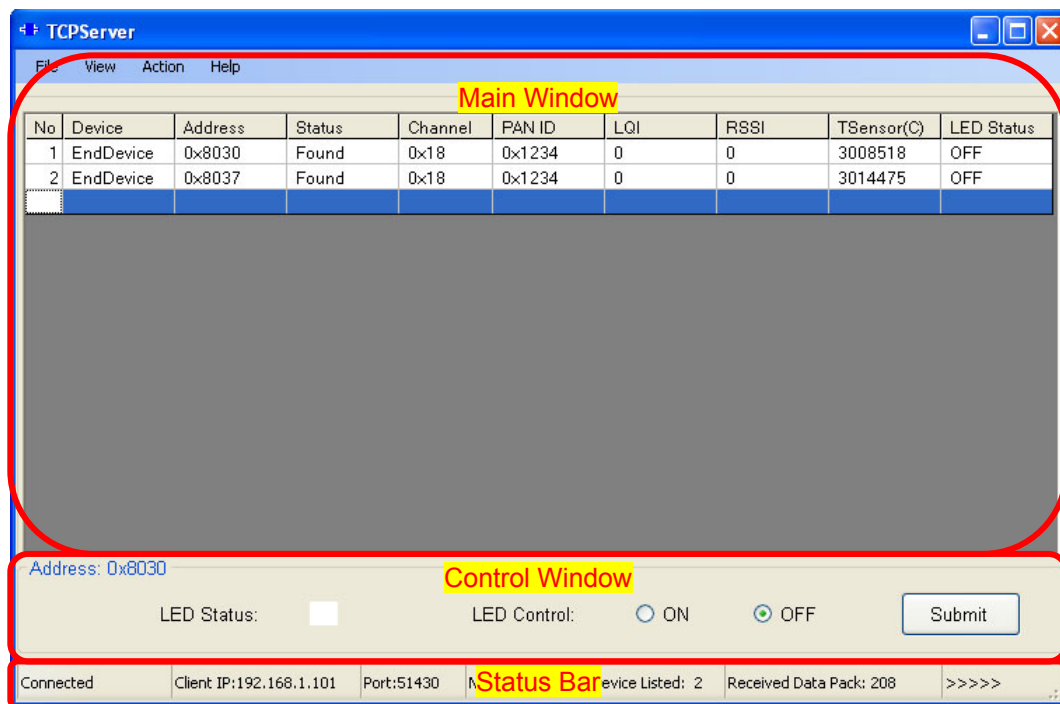 TCPServer
File View Action Help
Main Window
No Device Address Status Channel PAN ID LQI RSSI TSensor(C) LED Status
1 EndDevice 0x8030 Found 0x18 0x1234 0 0 3008518 OFF
2 EndDevice 0x8037 Found 0x18 0x1234 0 0 3014475 OFF
Address: 0x8030
Control Window
LED Status: LED Control: ON OFF Submit
Connected Client IP:192.168.1.101 Port:51430 Status Bar Listed: 2 Received Data Pack: 208 >>>>>